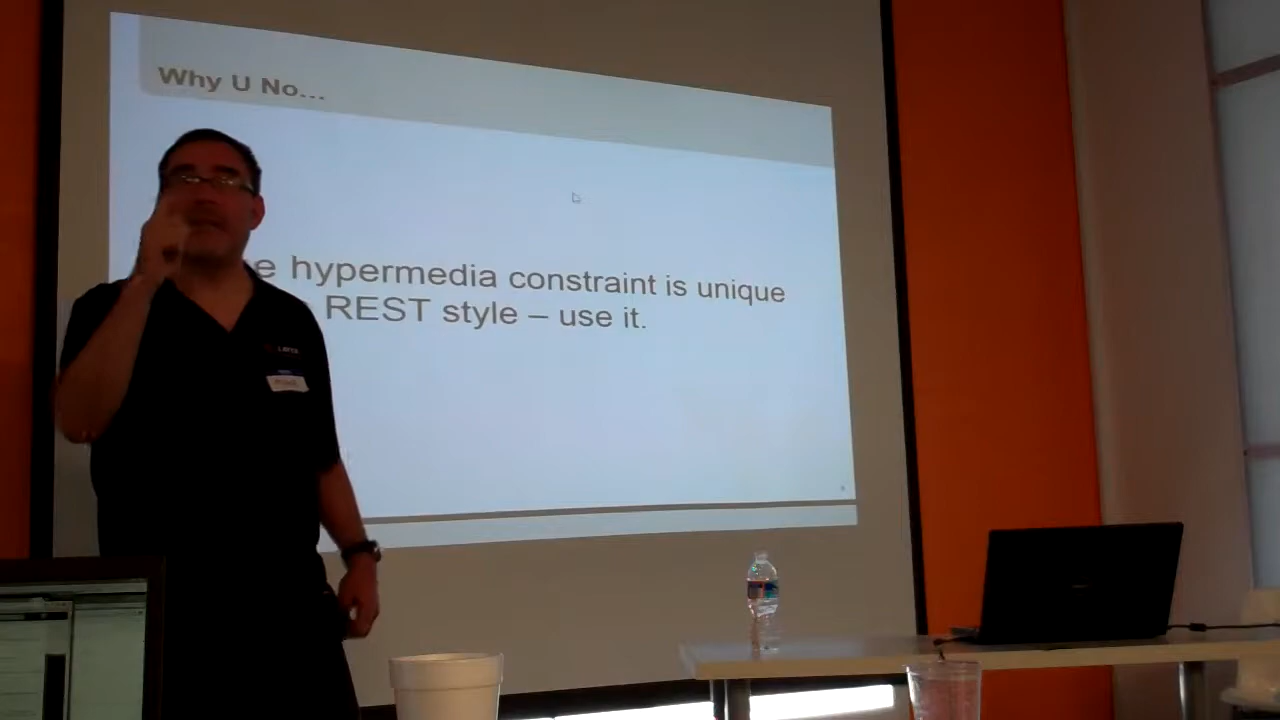 Why U No...
e hypermedia constraint is unique
REST style – use it.